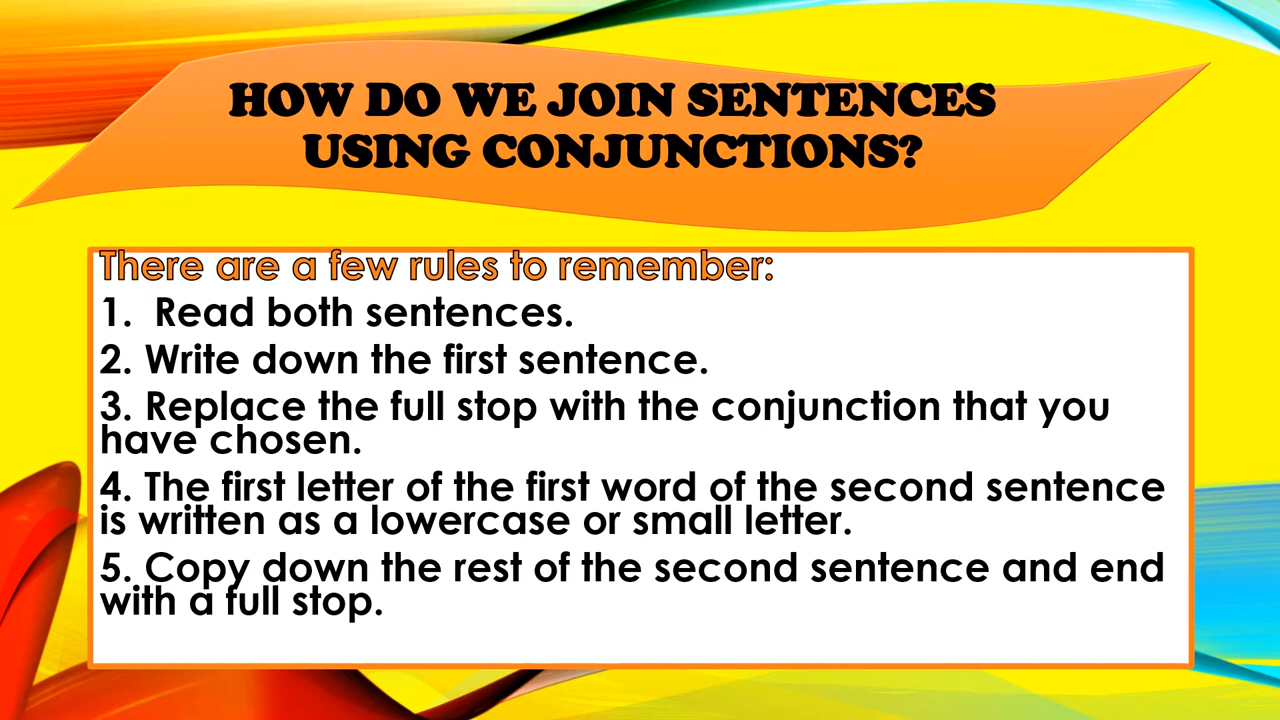 HOW DO WE JOIN SENTENCES
USING CONJUNCTIONS?
There are a few rules to remember:
1. Read both sentences.
2. Write down the first sentence.
3. Replace the full stop with the conjunction that you
have chosen.
4. The first letter of the first word of the second sentence
is written as a lowercase or small letter.
5. Copy down the rest of the second sentence and end
with a full stop.